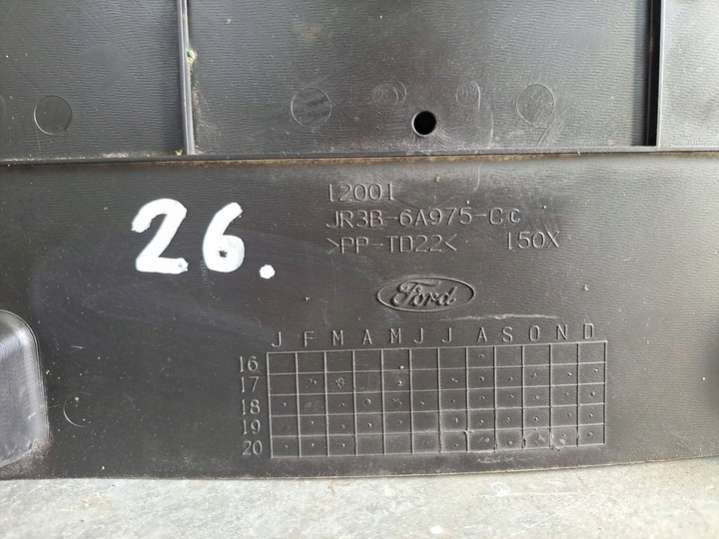 26.
12001
JR3B-6A975-CC
>PP-TD22< 150X
Ford
J F M A M J J A S O N D
16
17
18
19
20